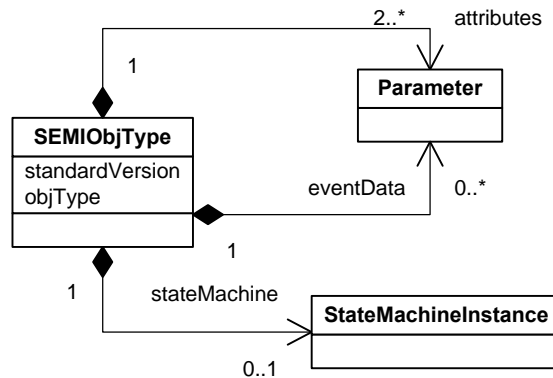 2..* attributes
1
Parameter
SEMIObjType
standardVersion
objType
eventData 0..*
1
1 stateMachine
StateMachineInstance
0..1